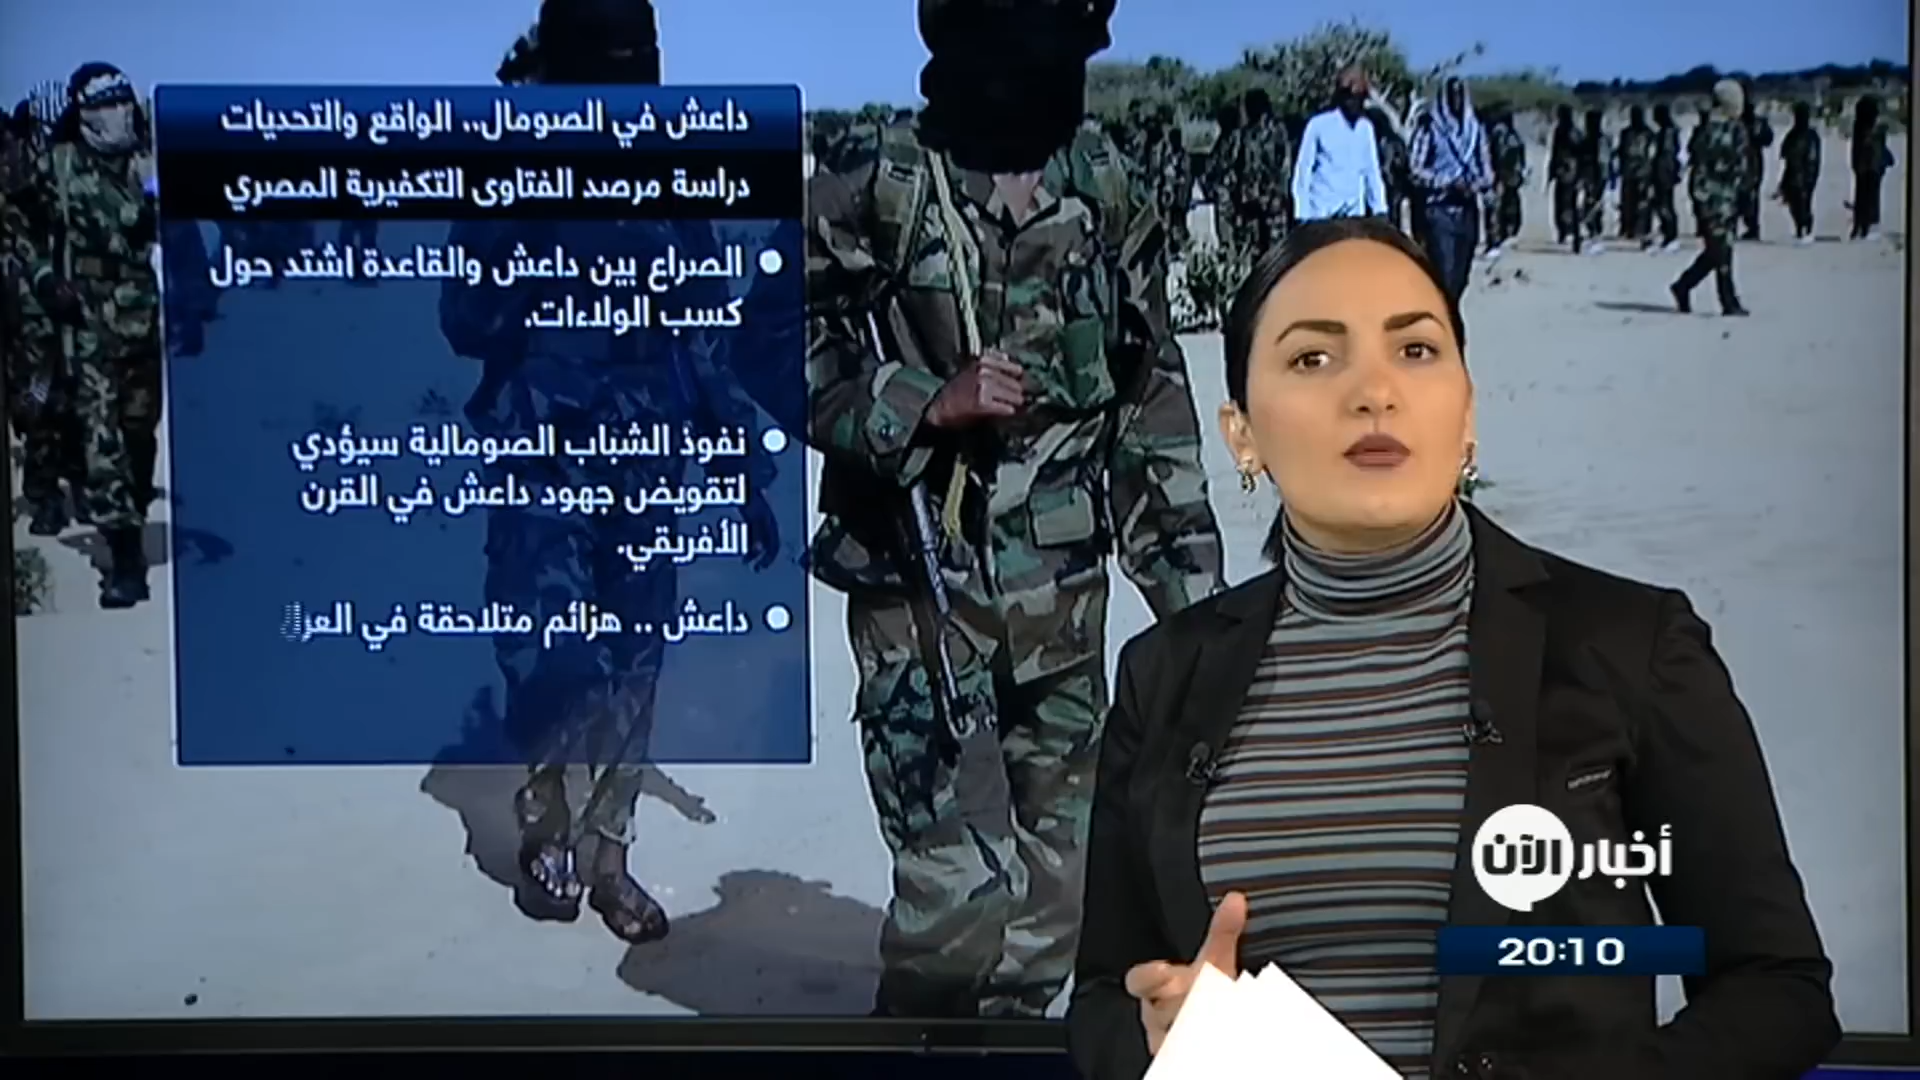 داعش في الصومال.. الواقع والتحديات
دراسة مرصد الفتاوى التكفيرية المصري
الصراع بين داعش والقاعدة اشتد حول
كسب الولاءات.
نفوذ الشباب الصومالية سيؤدي
لتقويض جهود داعش في القرن
الأفريقي.
داعش .. هزائم متلاحقة في
أخبار الآن
20:10